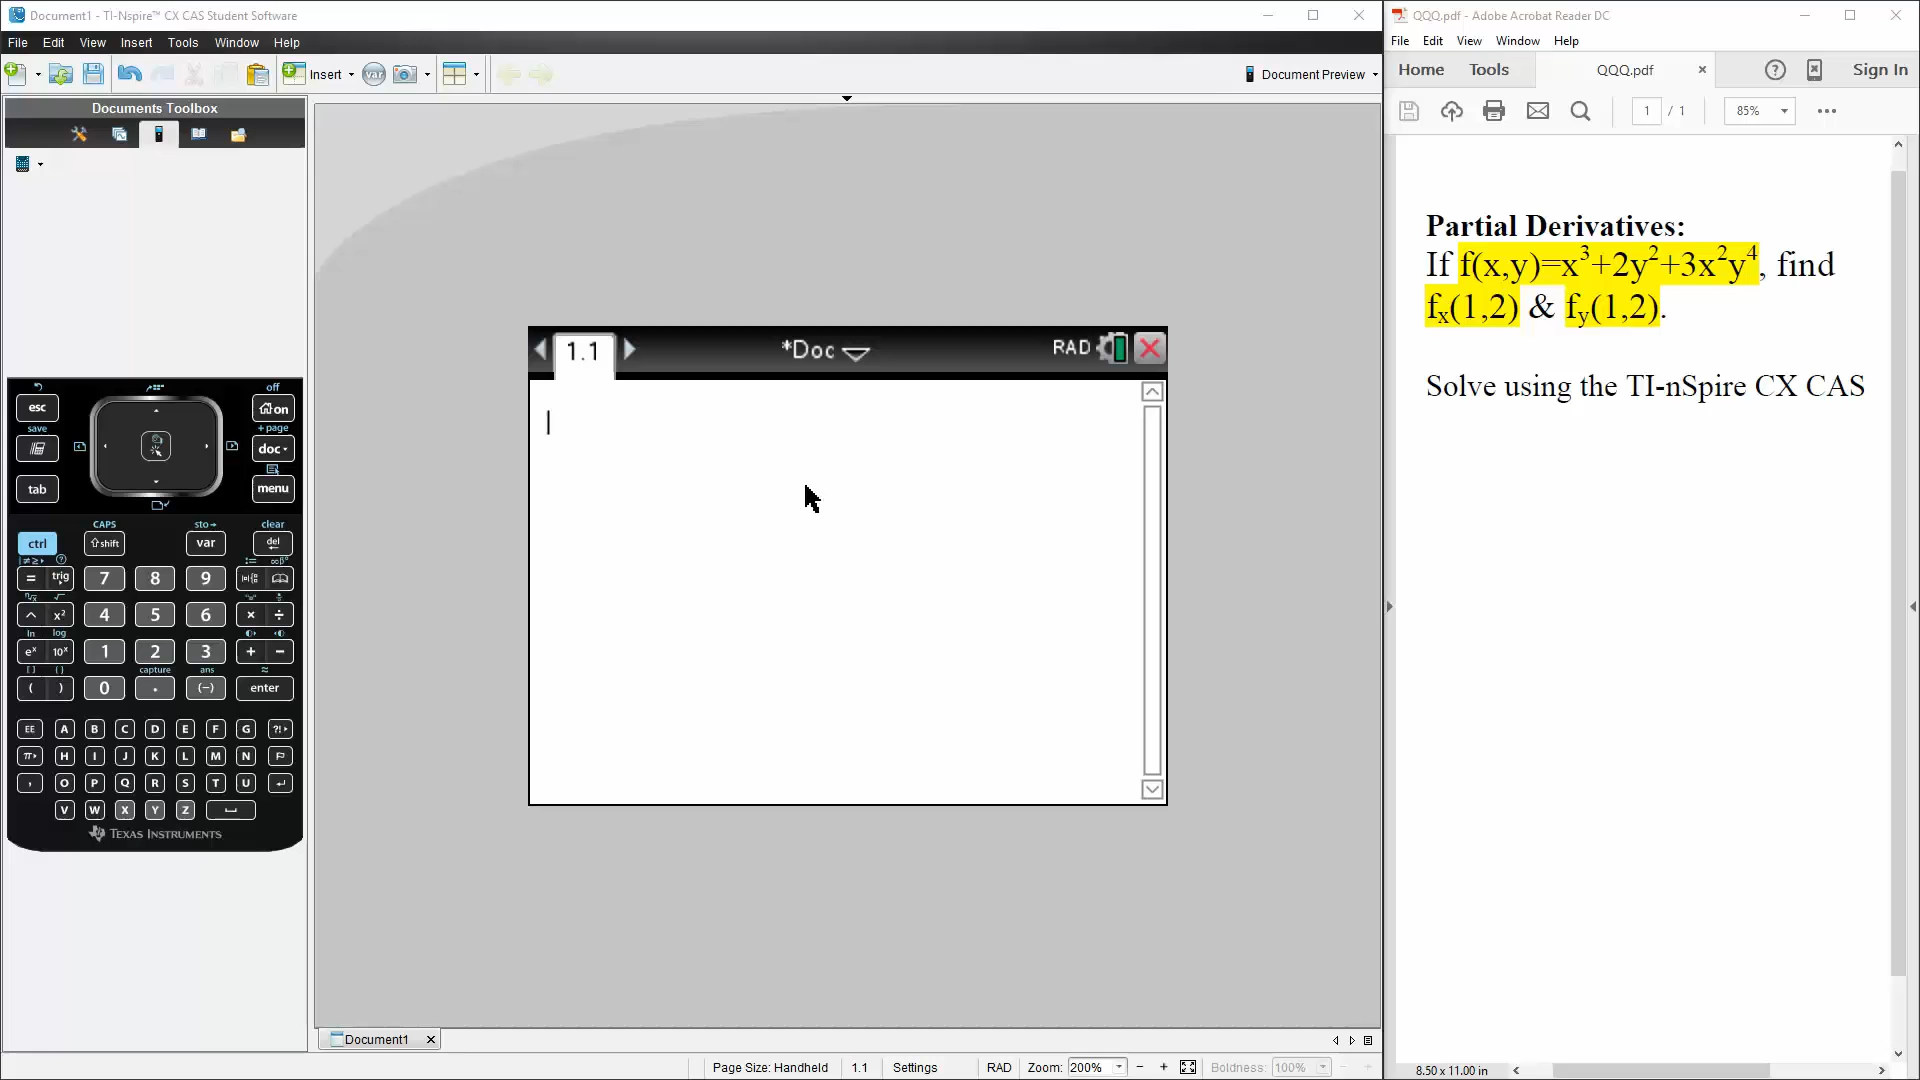 Document1 - TI-Nspire™ CX CAS Student Software
File Edit View Insert Tools Window Help
Insert
var
Document Preview
Documents Toolbox
1.1
*Doc
RAD
off
esc
on
save
+page
doc
tab
menu
CAPS
sto→
clear
ctrl
shift
var
del
= trig 7 8 9
^ x² 4 5 6 × ÷
ln log
eˣ 10ˣ 1 2 3 + −
[ ] { } capture ans ≈
( ) 0 . (−) enter
EE A B C D E F G ?!▸
π▸ H I J K L M N
, O P Q R S T U ↵
V W X Y Z
TEXAS INSTRUMENTS
Document1
Page Size: Handheld 1.1 Settings RAD Zoom: 200% − + Boldness: 100% − +
QQQ.pdf - Adobe Acrobat Reader DC
File Edit View Window Help
Home Tools QQQ.pdf × Sign In
1 / 1 85%
Partial Derivatives:
If f(x,y)=x³+2y²+3x²y⁴, find
fₓ(1,2) & fᵧ(1,2).
Solve using the TI-nSpire CX CAS
8.50 x 11.00 in